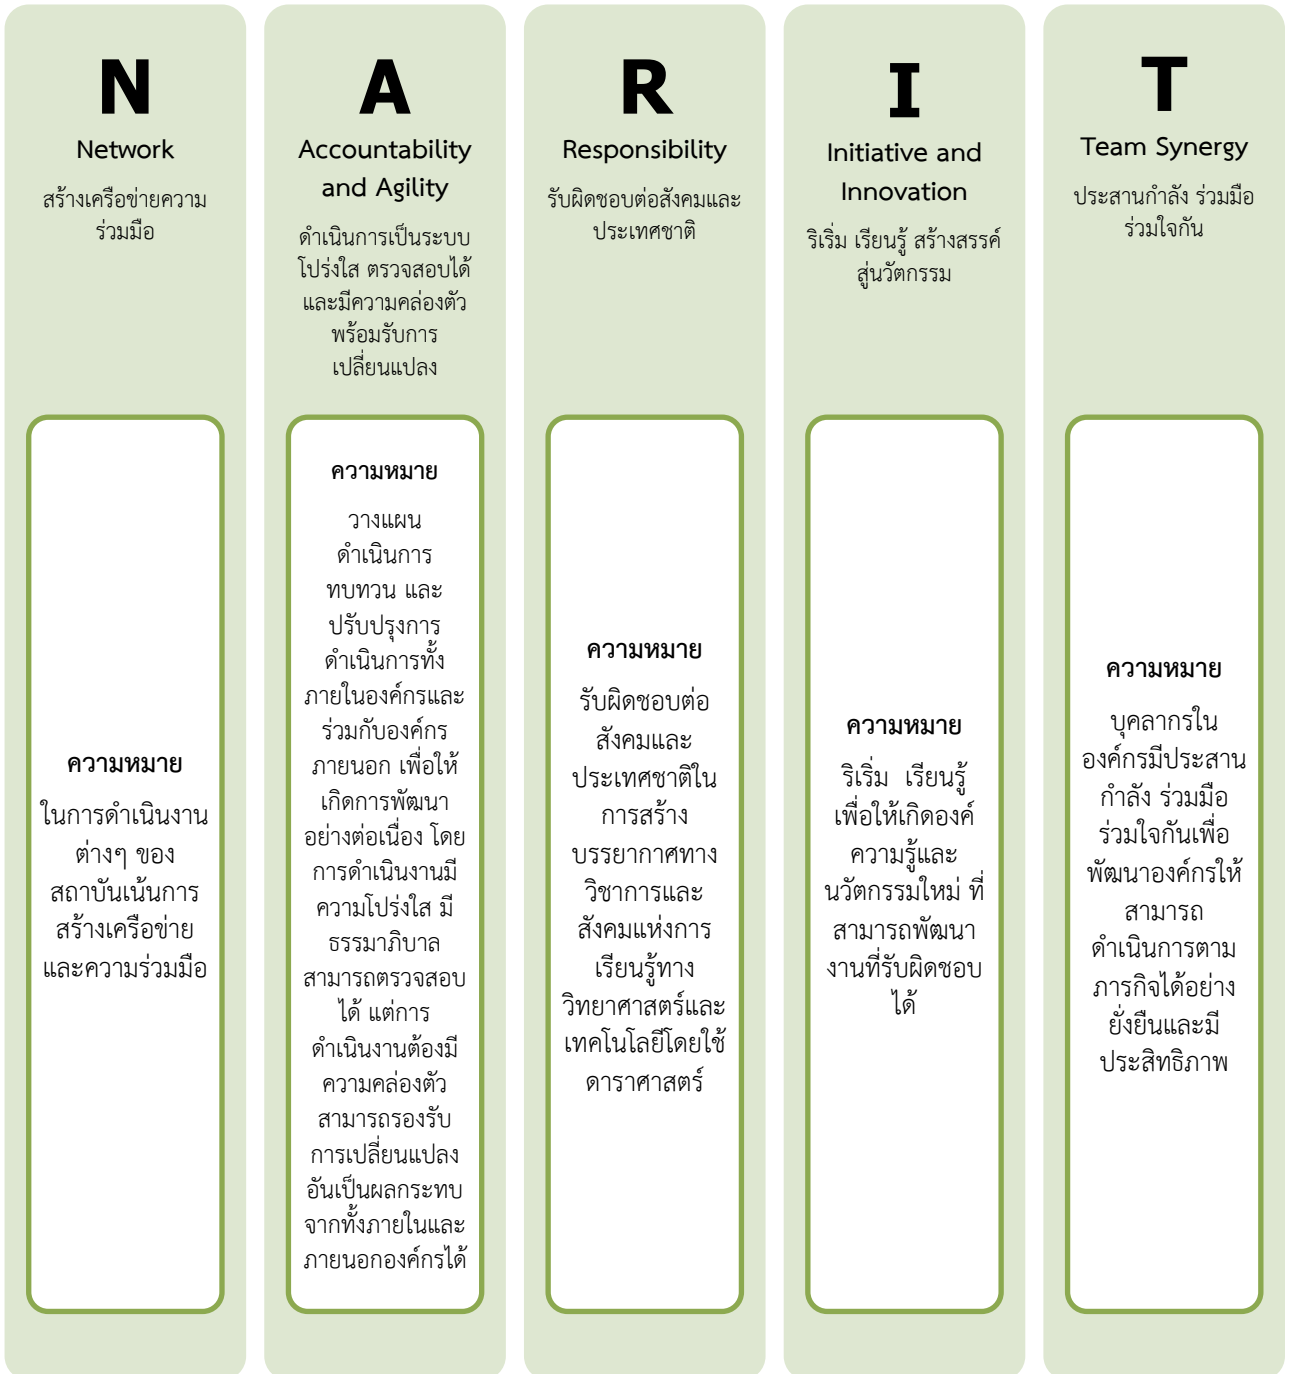 N
Network
สร้างเครือข่ายความ
ร่วมมือ
ความหมาย
ในการดำเนินงาน
ต่างๆ ของ
สถาบันเน้นการ
สร้างเครือข่าย
และความร่วมมือ
A
Accountability
and Agility
ดำเนินการเป็นระบบ
โปร่งใส ตรวจสอบได้
และมีความคล่องตัว
พร้อมรับการ
เปลี่ยนแปลง
ความหมาย
วางแผน
ดำเนินการ
ทบทวน และ
ปรับปรุงการ
ดำเนินการทั้ง
ภายในองค์กรและ
ร่วมกับองค์กร
ภายนอก เพื่อให้
เกิดการพัฒนา
อย่างต่อเนื่อง โดย
การดำเนินงานมี
ความโปร่งใส มี
ธรรมาภิบาล
สามารถตรวจสอบ
ได้ แต่การ
ดำเนินงานต้องมี
ความคล่องตัว
สามารถรองรับ
การเปลี่ยนแปลง
อันเป็นผลกระทบ
จากทั้งภายในและ
ภายนอกองค์กรได้
R
Responsibility
รับผิดชอบต่อสังคมและ
ประเทศชาติ
ความหมาย
รับผิดชอบต่อ
สังคมและ
ประเทศชาติใน
การสร้าง
บรรยากาศทาง
วิชาการและ
สังคมแห่งการ
เรียนรู้ทาง
วิทยาศาสตร์และ
เทคโนโลยีโดยใช้
ดาราศาสตร์
I
Initiative and
Innovation
ริเริ่ม เรียนรู้ สร้างสรรค์
สู่นวัตกรรม
ความหมาย
ริเริ่ม เรียนรู้
เพื่อให้เกิดองค์
ความรู้และ
นวัตกรรมใหม่ ที่
สามารถพัฒนา
งานที่รับผิดชอบ
ได้
T
Team Synergy
ประสานกำลัง ร่วมมือ
ร่วมใจกัน
ความหมาย
บุคลากรใน
องค์กรมีประสาน
กำลัง ร่วมมือ
ร่วมใจกันเพื่อ
พัฒนาองค์กรให้
สามารถ
ดำเนินการตาม
ภารกิจได้อย่าง
ยั่งยืนและมี
ประสิทธิภาพ